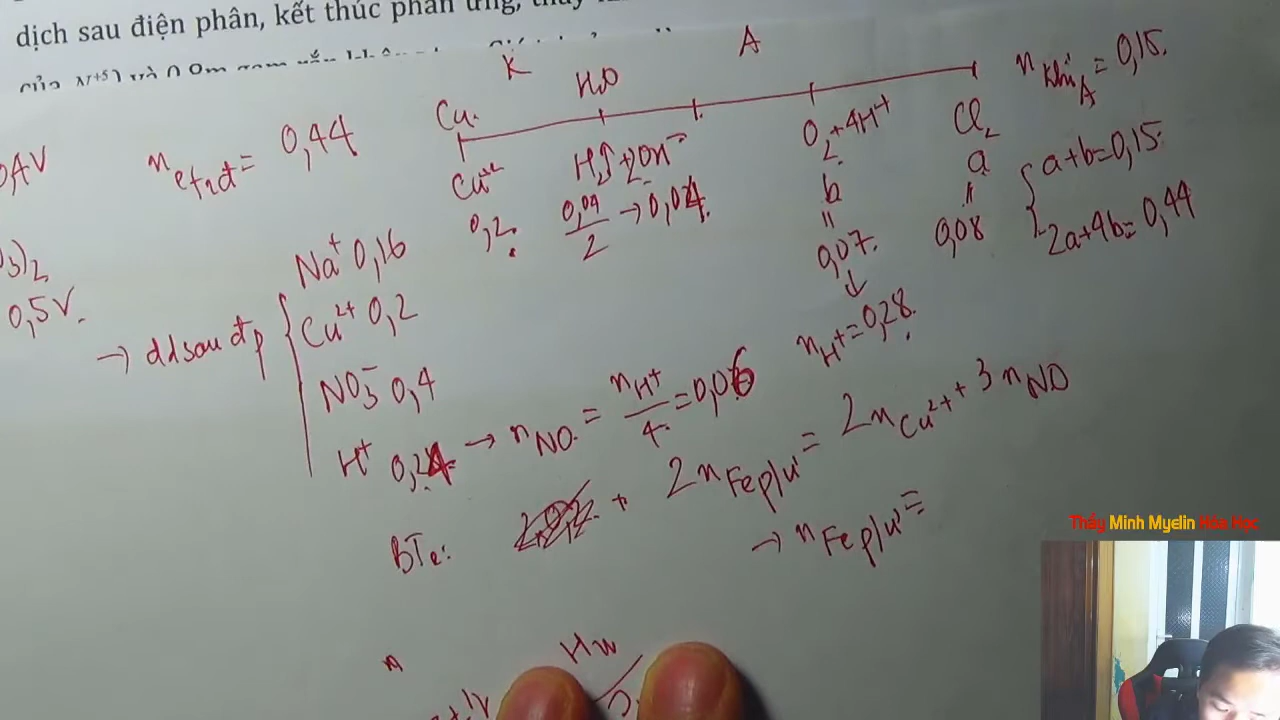 dịch sau điện phân, kết thúc phản ứng,
K
A
H₂O
n khí A = 0,15.
Cu.
n e trđ = 0,44
Cu²⁺
H₂↑ + 2OH⁻
O₂ + 4H⁺
Cl₂
0,2.
0,04/2 → 0,04.
b
a
{ a+b=0,15
2a+4b=0,44
=
0,07.
=
0,08
↓
n H⁺ = 0,28.
Na⁺ 0,16
0,5V.
→ dd sau đp { Cu²⁺ 0,2
NO₃⁻ 0,4
H⁺ 0,24 → n NO = n H⁺/4 = 0,06
BTe:
+ 2n Fe p/ư = 2n Cu²⁺ + 3n NO
→ n Fe p/ư =
Thầy Minh Myelin Hóa Học